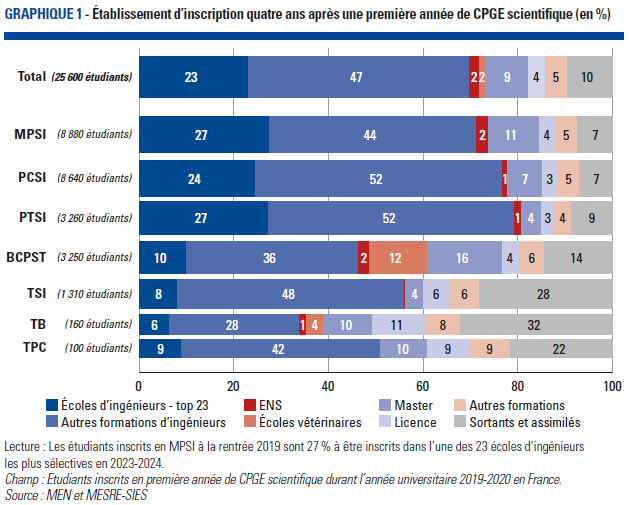 GRAPHIQUE 1 - Établissement d'inscription quatre ans après une première année de CPGE scientifique (en %)
Total (25 600 étudiants) 23 47 2 2 9 4 5 10
MPSI (8 880 étudiants) 27 44 2 11 4 5 7
PCSI (8 640 étudiants) 24 52 1 7 3 5 7
PTSI (3 260 étudiants) 27 52 1 4 3 4 9
BCPST (3 250 étudiants) 10 36 2 12 16 4 6 14
TSI (1 310 étudiants) 8 48 4 6 6 28
TB (160 étudiants) 6 28 1 4 10 11 8 32
TPC (100 étudiants) 9 42 10 9 9 22
0 20 40 60 80 100
Écoles d'ingénieurs - top 23 ENS Master Autres formations
Autres formations d'ingénieurs Écoles vétérinaires Licence Sortants et assimilés
Lecture : Les étudiants inscrits en MPSI à la rentrée 2019 sont 27 % à être inscrits dans l'une des 23 écoles d'ingénieurs
les plus sélectives en 2023-2024.
Champ : Etudiants inscrits en première année de CPGE scientifique durant l'année universitaire 2019-2020 en France.
Source : MEN et MESRE-SIES